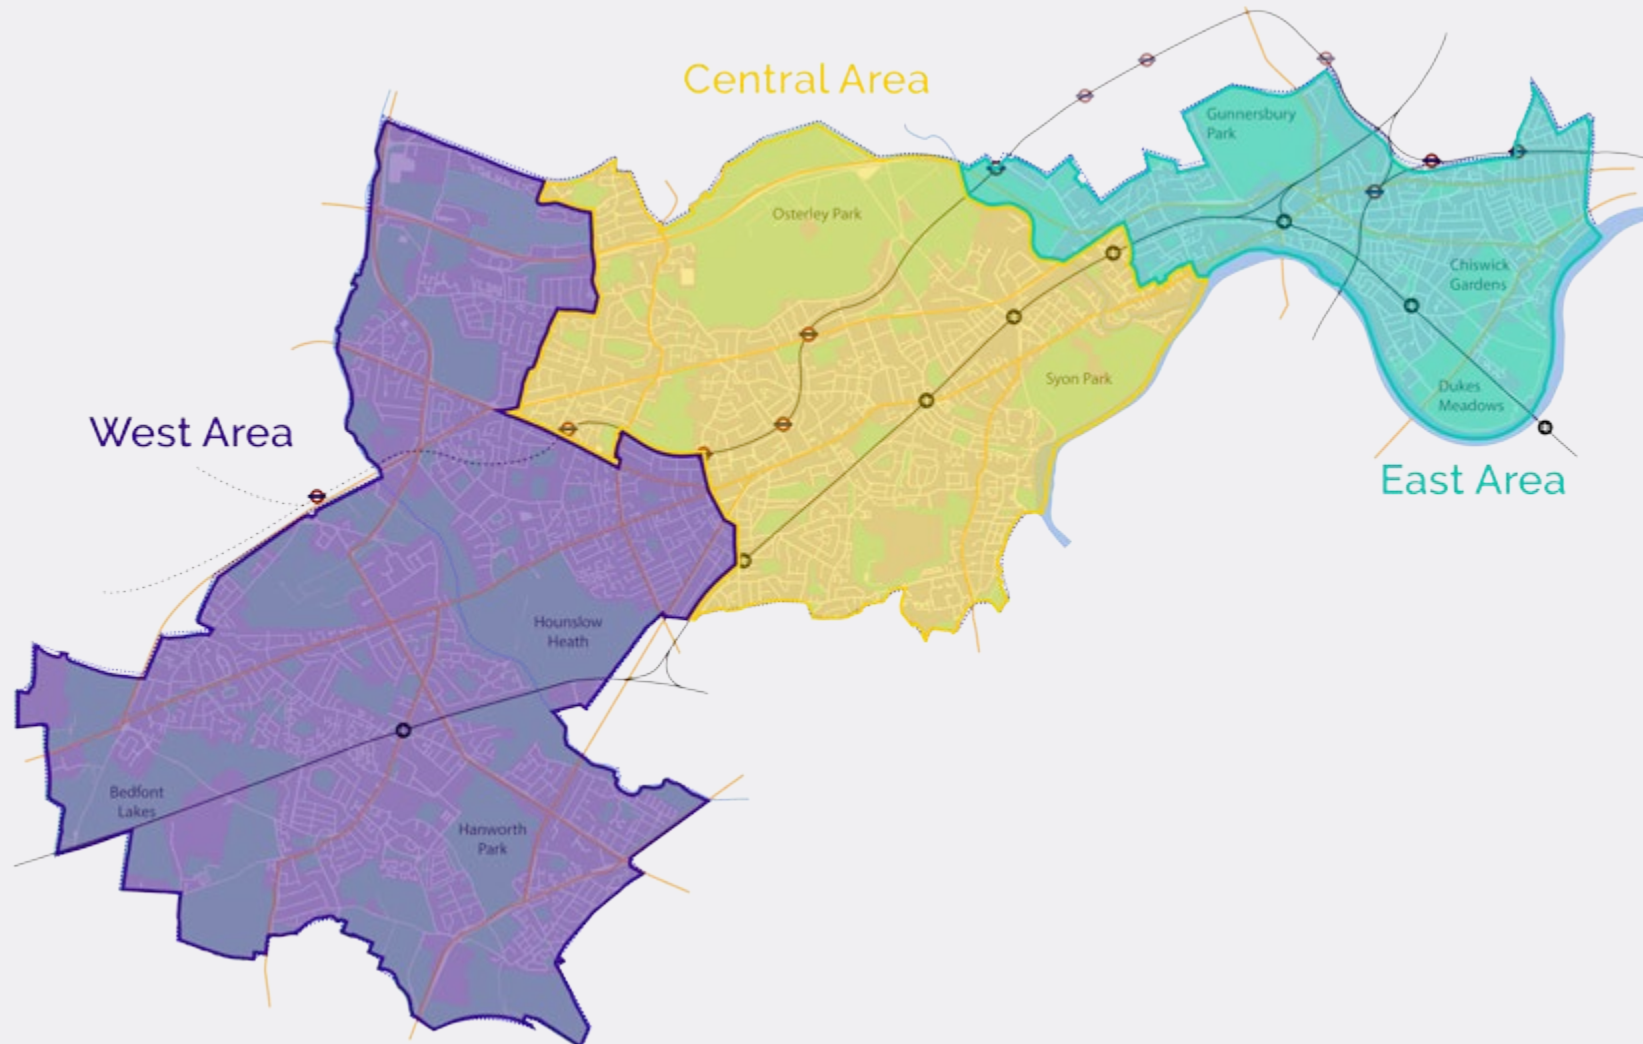 Central Area
Gunnersbury
Park
Osterley Park
Chiswick
Gardens
Syon Park
Dukes
Meadows
West Area
East Area
Hounslow
Heath
Bedfont
Lakes
Hanworth
Park